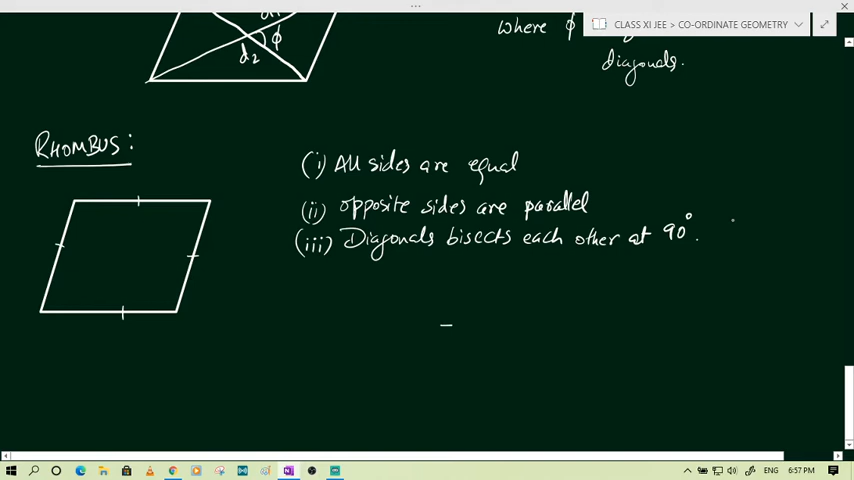 where ϕ
CLASS XI JEE > CO-ORDINATE GEOMETRY
ϕ
d2
diagonals.
RHOMBUS:
(i) All sides are equal
(ii) opposite sides are parallel
(iii) Diagonals bisects each other at 90°.
ENG 6:57 PM